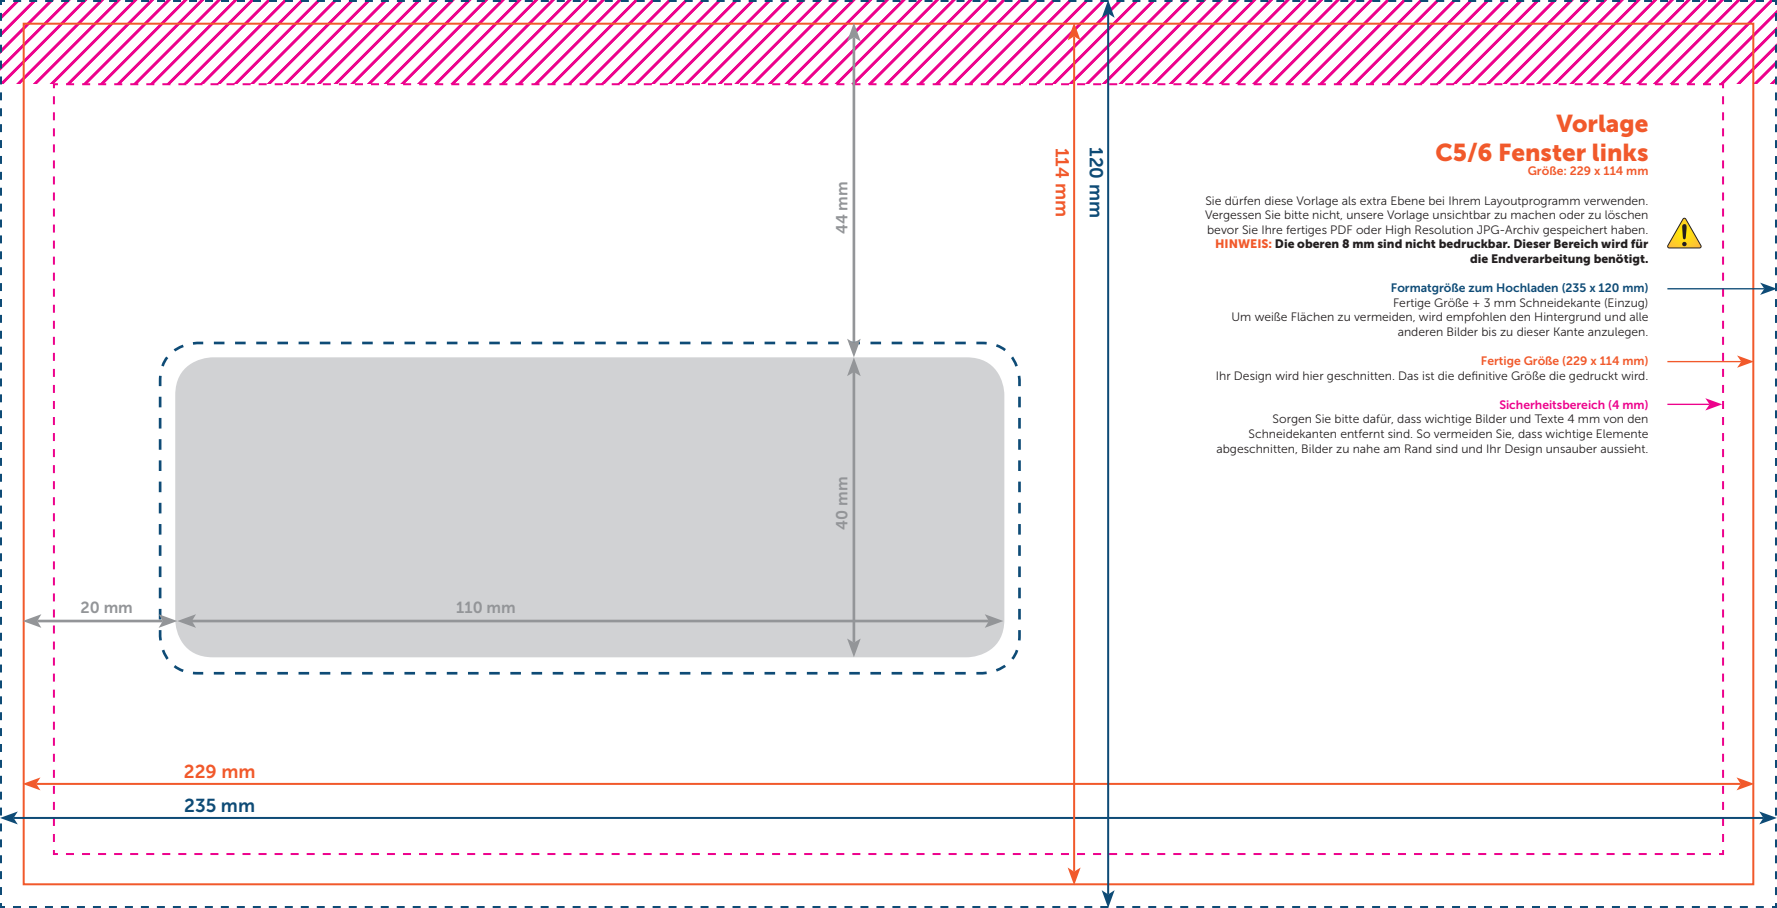 Vorlage
C5/6 Fenster links
Größe: 229 x 114 mm
Sie dürfen diese Vorlage als extra Ebene bei Ihrem Layoutprogramm verwenden.
Vergessen Sie bitte nicht, unsere Vorlage unsichtbar zu machen oder zu löschen
bevor Sie Ihre fertiges PDF oder High Resolution JPG-Archiv gespeichert haben.
HINWEIS: Die oberen 8 mm sind nicht bedruckbar. Dieser Bereich wird für
die Endverarbeitung benötigt.
Formatgröße zum Hochladen (235 x 120 mm)
Fertige Größe + 3 mm Schneidekante (Einzug)
Um weiße Flächen zu vermeiden, wird empfohlen den Hintergrund und alle
anderen Bilder bis zu dieser Kante anzulegen.
Fertige Größe (229 x 114 mm)
Ihr Design wird hier geschnitten. Das ist die definitive Größe die gedruckt wird.
Sicherheitsbereich (4 mm)
Sorgen Sie bitte dafür, dass wichtige Bilder und Texte 4 mm von den
Schneidekanten entfernt sind. So vermeiden Sie, dass wichtige Elemente
abgeschnitten, Bilder zu nahe am Rand sind und Ihr Design unsauber aussieht.
44 mm
114 mm
120 mm
40 mm
20 mm
110 mm
229 mm
235 mm